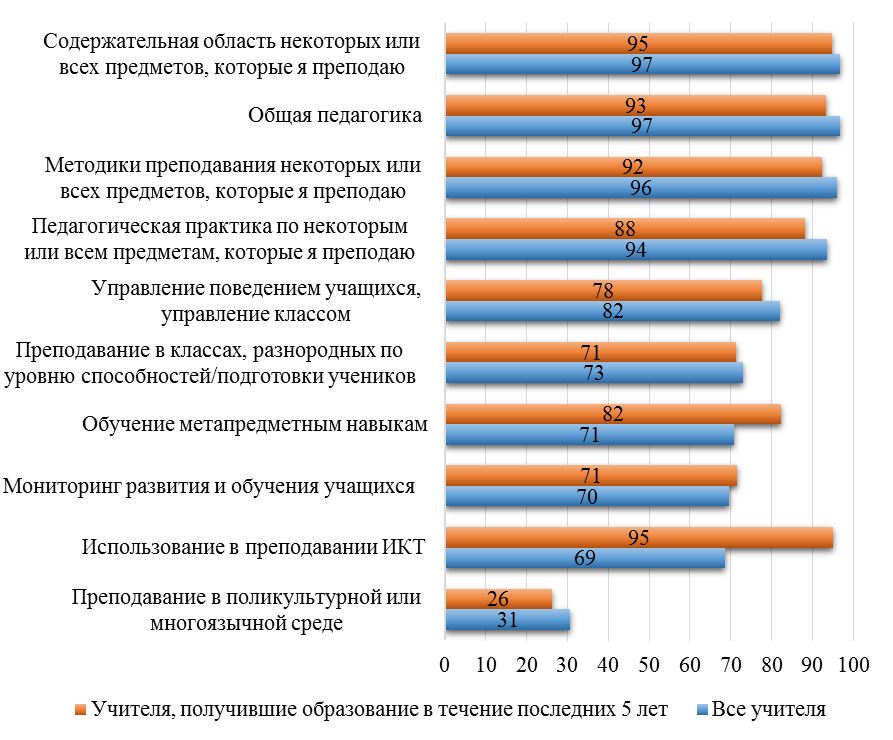 Содержательная область некоторых или
всех предметов, которые я преподаю
95
97
Общая педагогика
93
97
Методики преподавания некоторых или
всех предметов, которые я преподаю
92
96
Педагогическая практика по некоторым
или всем предметам, которые я преподаю
88
94
Управление поведением учащихся,
управление классом
78
82
Преподавание в классах, разнородных по
уровню способностей/подготовки учеников
71
73
Обучение метапредметным навыкам
82
71
Мониторинг развития и обучения учащихся
71
70
Использование в преподавании ИКТ
95
69
Преподавание в поликультурной или
многоязычной среде
26
31
0 10 20 30 40 50 60 70 80 90 100
Учителя, получившие образование в течение последних 5 лет Все учителя